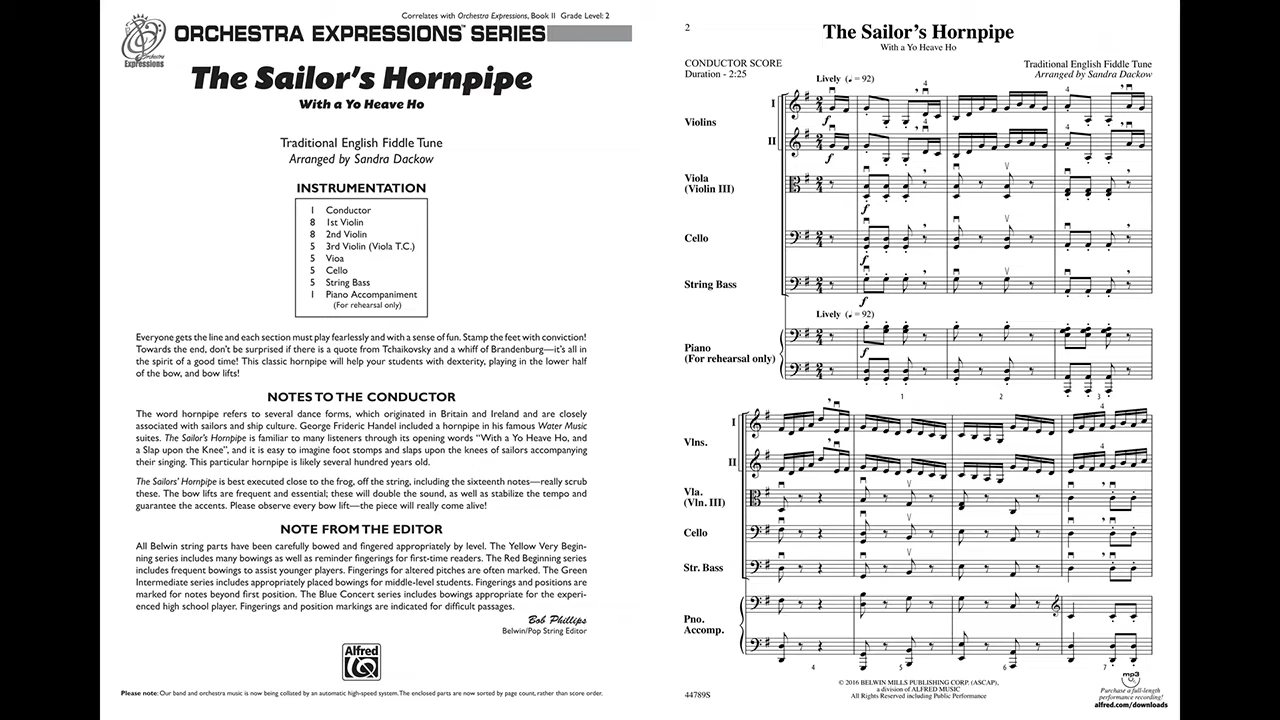 Correlates with Orchestra Expressions, Book II  Grade Level: 2
Orchestra
Expressions
ORCHESTRA EXPRESSIONS™ SERIES
The Sailor's Hornpipe
With a Yo Heave Ho
Traditional English Fiddle Tune
Arranged by Sandra Dackow
INSTRUMENTATION
1 Conductor
8 1st Violin
8 2nd Violin
5 3rd Violin (Viola T.C.)
5 Vioa
5 Cello
5 String Bass
1 Piano Accompaniment
(For rehearsal only)
Everyone gets the line and each section must play fearlessly and with a sense of fun. Stamp the feet with conviction!
Towards the end, don't be surprised if there is a quote from Tchaikovsky and a whiff of Brandenburg—it's all in
the spirit of a good time! This classic hornpipe will help your students with dexterity, playing in the lower half
of the bow, and bow lifts!
NOTES TO THE CONDUCTOR
The word hornpipe refers to several dance forms, which originated in Britain and Ireland and are closely
associated with sailors and ship culture. George Frideric Handel included a hornpipe in his famous Water Music
suites. The Sailor's Hornpipe is familiar to many listeners through its opening words "With a Yo Heave Ho, and
a Slap upon the Knee", and it is easy to imagine foot stomps and slaps upon the knees of sailors accompanying
their singing. This particular hornpipe is likely several hundred years old.
The Sailors' Hornpipe is best executed close to the frog, off the string, including the sixteenth notes—really scrub
these. The bow lifts are frequent and essential; these will double the sound, as well as stabilize the tempo and
guarantee the accents. Please observe every bow lift—the piece will really come alive!
NOTE FROM THE EDITOR
All Belwin string parts have been carefully bowed and fingered appropriately by level. The Yellow Very Begin-
ning series includes many bowings as well as reminder fingerings for first-time readers. The Red Beginning series
includes frequent bowings to assist younger players. Fingerings for altered pitches are often marked. The Green
Intermediate series includes appropriately placed bowings for middle-level students. Fingerings and positions are
marked for notes beyond first position. The Blue Concert series includes bowings appropriate for the experi-
enced high school player. Fingerings and position markings are indicated for difficult passages.
Bob Phillips
Belwin/Pop String Editor
Alfred
Please note: Our band and orchestra music is now being collated by an automatic high-speed system. The enclosed parts are now sorted by page count, rather than score order.
2
The Sailor's Hornpipe
With a Yo Heave Ho
CONDUCTOR SCORE
Duration - 2:25
Traditional English Fiddle Tune
Arranged by Sandra Dackow
Lively (♩ = 92)
Violins
I
II
Viola
(Violin III)
Cello
String Bass
Lively (♩ = 92)
Piano
(For rehearsal only)
1 2 3
Vlns.
I
II
Vla.
(Vln. III)
Cello
Str. Bass
Pno.
Accomp.
4 5 6 7
44789S
© 2016 BELWIN MILLS PUBLISHING CORP. (ASCAP),
a division of ALFRED MUSIC
All Rights Reserved including Public Performance
mp3
Purchase a full-length
performance recording!
alfred.com/downloads